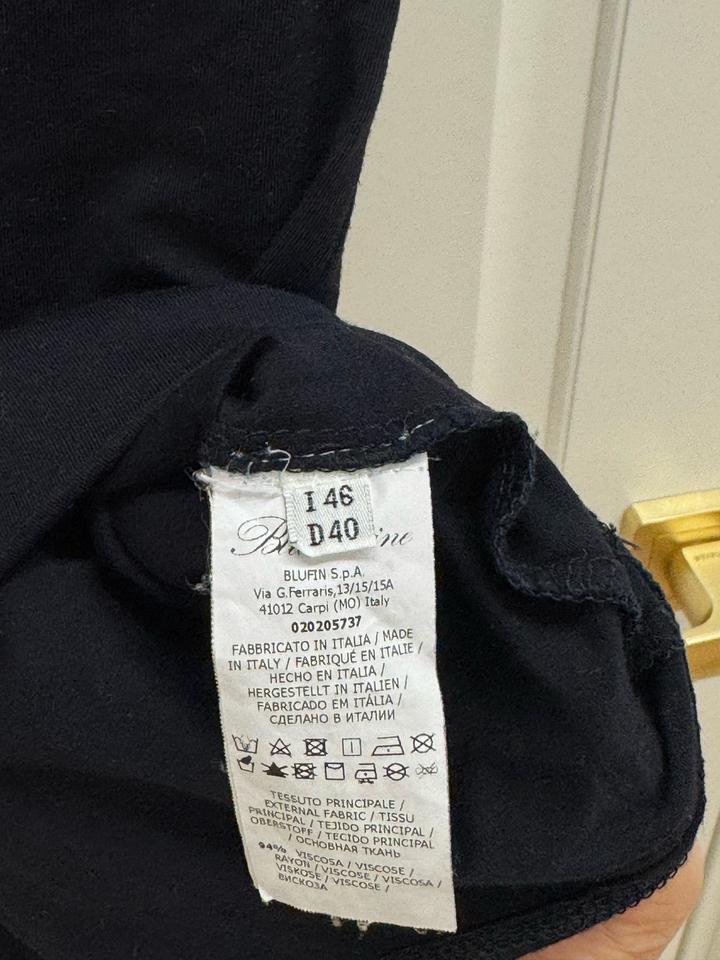 I 46
D 40
BLUFIN S.p.A.
Via G.Ferraris,13/15/15A
41012 Carpi (MO) Italy
020205737
FABBRICATO IN ITALIA / MADE
IN ITALY / FABRIQUÉ EN ITALIE /
HECHO EN ITALIA /
HERGESTELLT IN ITALIEN /
FABRICADO EM ITÁLIA /
СДЕЛАНО В ИТАЛИИ
TESSUTO PRINCIPALE /
EXTERNAL FABRIC / TISSU
PRINCIPAL / TEJIDO PRINCIPAL /
OBERSTOFF / TECIDO PRINCIPAL
/ ОСНОВНАЯ ТКАНЬ
94% VISCOSA / VISCOSE /
RAYON / VISCOSE / VISCOSA /
VISKOSE / VISCOSE /
ВИСКОЗА